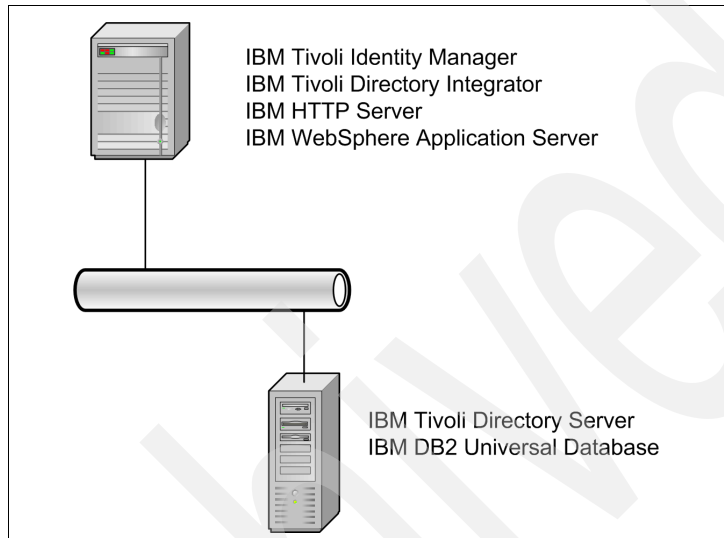 IBM Tivoli Identity Manager
IBM Tivoli Directory Integrator
IBM HTTP Server
IBM WebSphere Application Server
IBM Tivoli Directory Server
IBM DB2 Universal Database